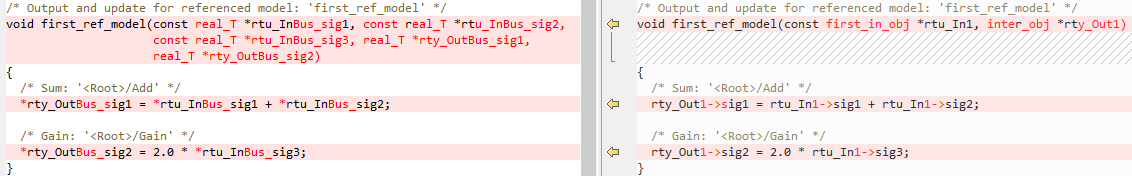 /* Output and update for referenced model: 'first_ref_model' */
void first_ref_model(const real_T *rtu_InBus_sig1, const real_T *rtu_InBus_sig2,
const real_T *rtu_InBus_sig3, real_T *rty_OutBus_sig1,
real_T *rty_OutBus_sig2)
{
/* Sum: '<Root>/Add' */
*rty_OutBus_sig1 = *rtu_InBus_sig1 + *rtu_InBus_sig2;
/* Gain: '<Root>/Gain' */
*rty_OutBus_sig2 = 2.0 * *rtu_InBus_sig3;
}
/* Output and update for referenced model: 'first_ref_model' */
void first_ref_model(const first_in_obj *rtu_In1, inter_obj *rty_Out1)
{
/* Sum: '<Root>/Add' */
rty_Out1->sig1 = rtu_In1->sig1 + rtu_In1->sig2;
/* Gain: '<Root>/Gain' */
rty_Out1->sig2 = 2.0 * rtu_In1->sig3;
}